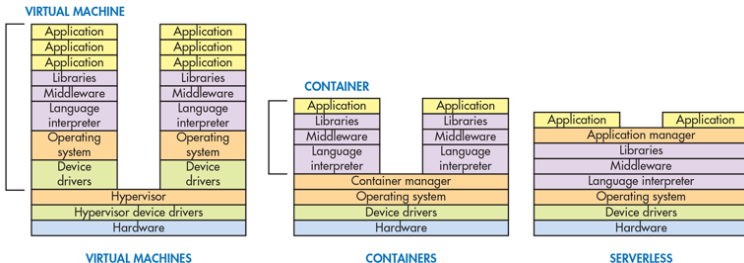 VIRTUAL MACHINE
Application
Application
Application
Libraries
Middleware
Language
interpreter
Operating
system
Device
drivers
Application
Application
Application
Libraries
Middleware
Language
interpreter
Operating
system
Device
drivers
Hypervisor
Hypervisor device drivers
Hardware
VIRTUAL MACHINES
CONTAINER
Application
Libraries
Middleware
Language
interpreter
Application
Libraries
Middleware
Language
interpreter
Container manager
Operating system
Device drivers
Hardware
CONTAINERS
Application
Application
Application manager
Libraries
Middleware
Language interpreter
Operating system
Device drivers
Hardware
SERVERLESS